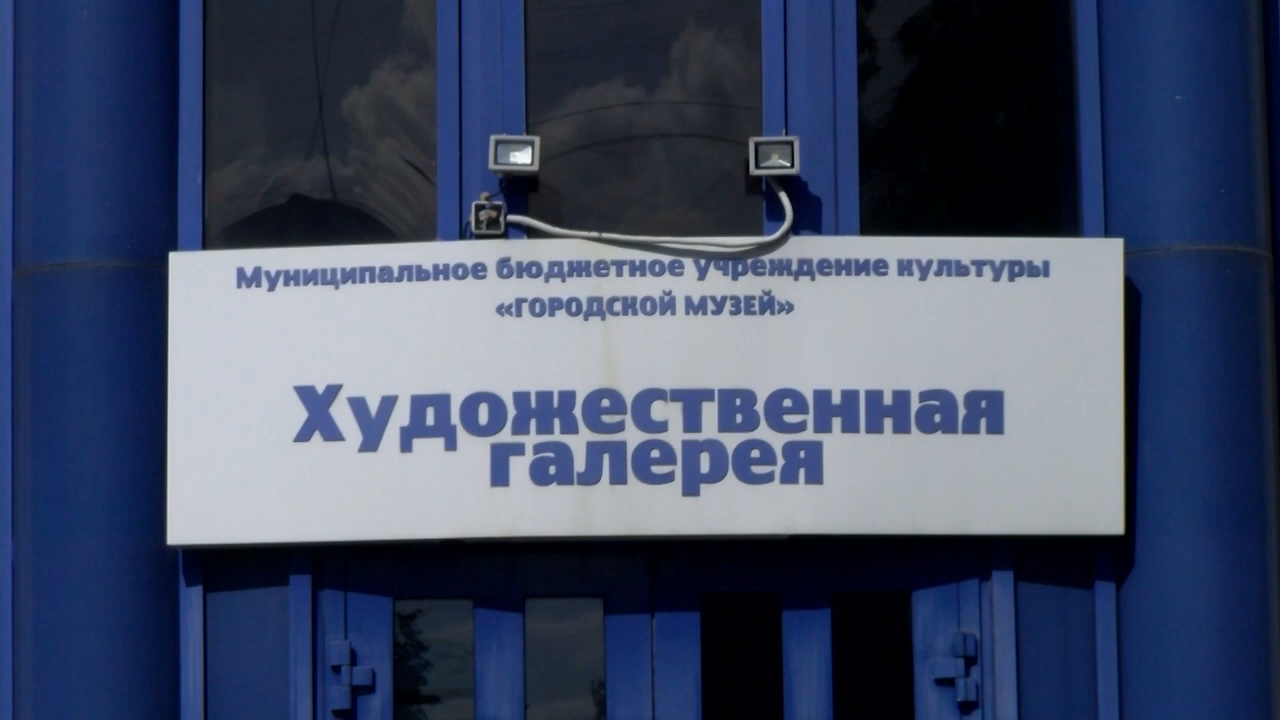 Муниципальное бюджетное учреждение культуры
«ГОРОДСКОЙ МУЗЕЙ»
Художественная
галерея